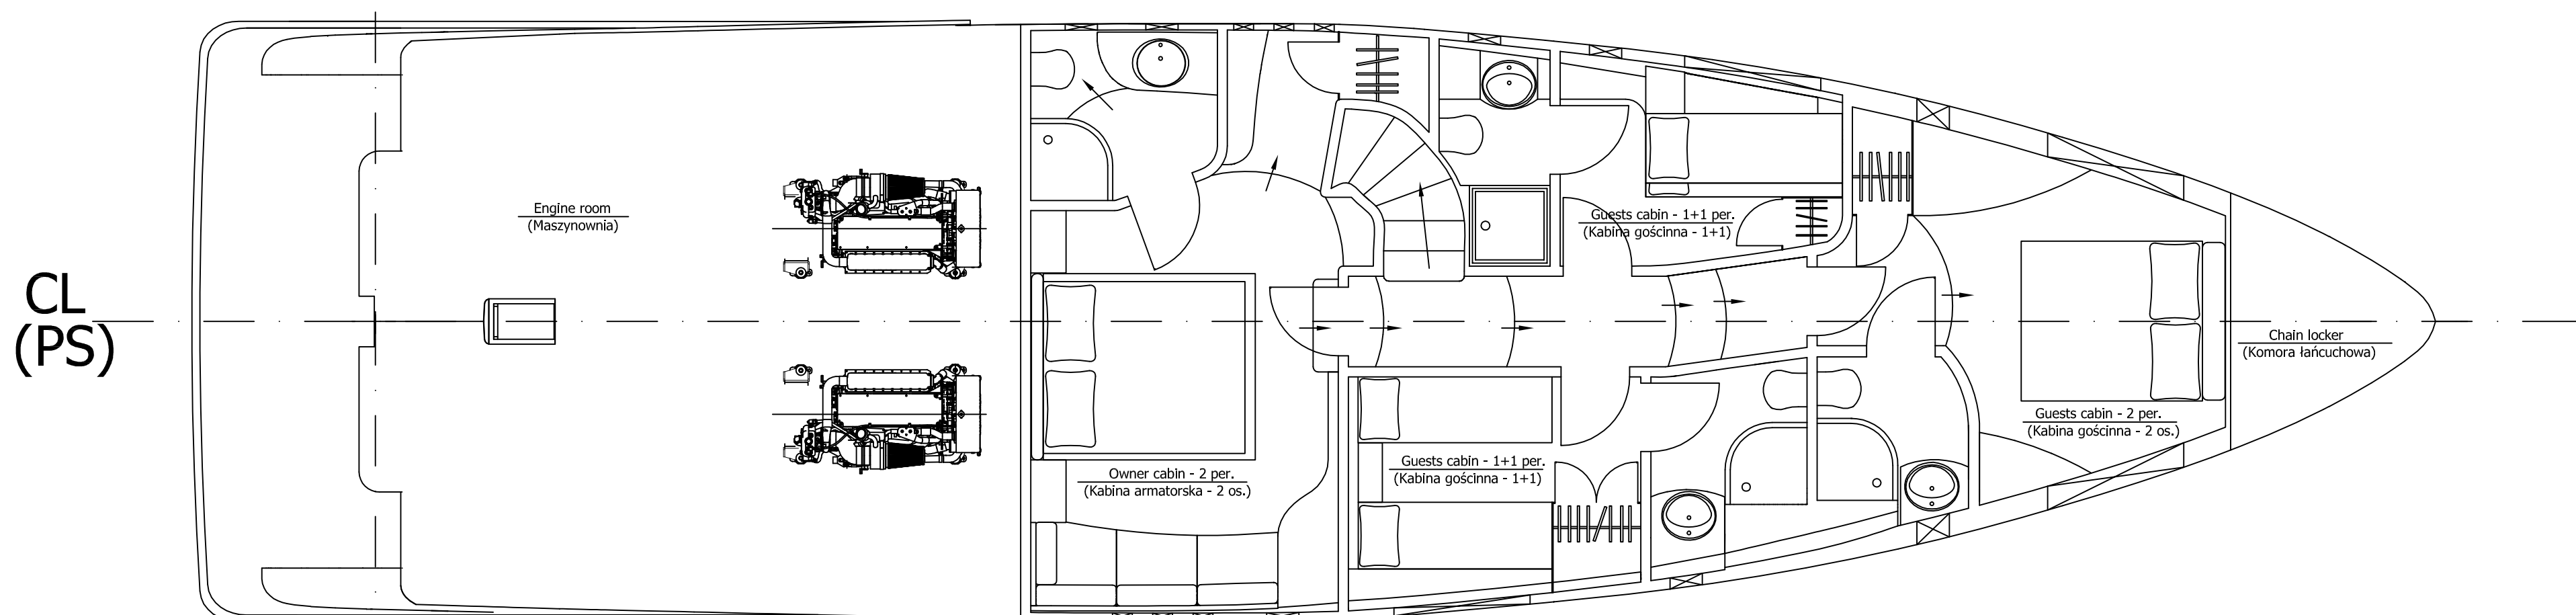 CL
(PS)
Engine room
(Maszynownia)
Owner cabin - 2 per.
(Kabina armatorska - 2 os.)
Guests cabin - 1+1 per.
(Kabina gościnna - 1+1)
Guests cabin - 1+1 per.
(Kabina gościnna - 1+1)
Guests cabin - 2 per.
(Kabina gościnna - 2 os.)
Chain locker
(Komora łańcuchowa)